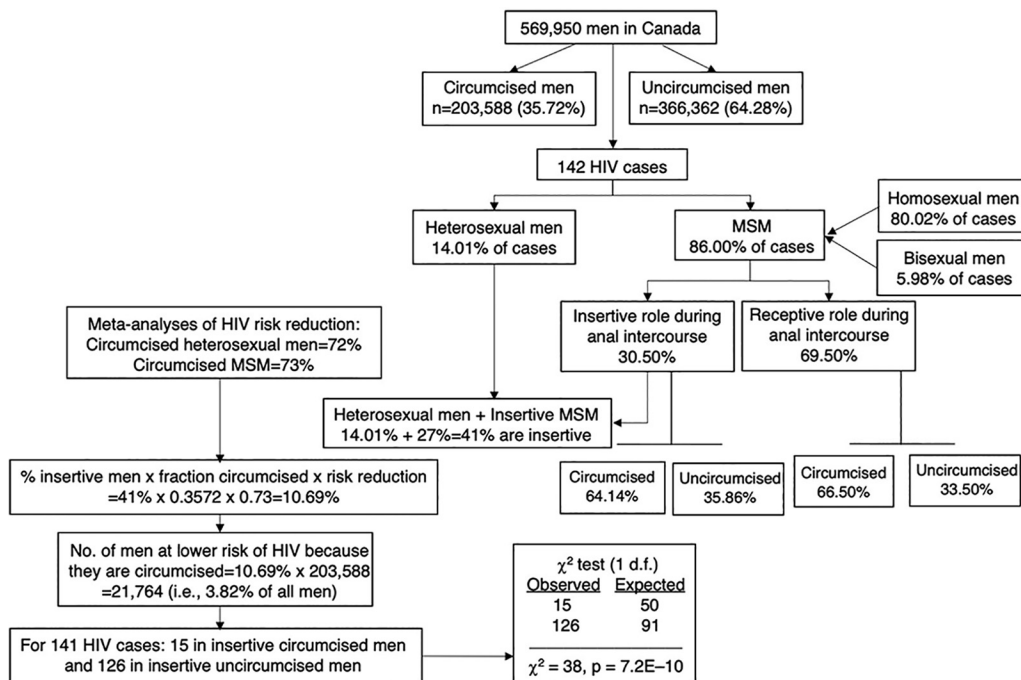 569,950 men in Canada
Circumcised men
n=203,588 (35.72%)
Uncircumcised men
n=366,362 (64.28%)
142 HIV cases
Heterosexual men
14.01% of cases
MSM
86.00% of cases
Homosexual men
80.02% of cases
Bisexual men
5.98% of cases
Insertive role during
anal intercourse
30.50%
Receptive role during
anal intercourse
69.50%
Meta-analyses of HIV risk reduction:
Circumcised heterosexual men=72%
Circumcised MSM=73%
Heterosexual men + Insertive MSM
14.01% + 27%=41% are insertive
Circumcised
64.14%
Uncircumcised
35.86%
Circumcised
66.50%
Uncircumcised
33.50%
% insertive men x fraction circumcised x risk reduction
=41% x 0.3572 x 0.73=10.69%
No. of men at lower risk of HIV because
they are circumcised=10.69% x 203,588
=21,764 (i.e., 3.82% of all men)
For 141 HIV cases: 15 in insertive circumcised men
and 126 in insertive uncircumcised men
χ² test (1 d.f.)
Observed Expected
15 50
126 91
χ² = 38, p = 7.2E–10